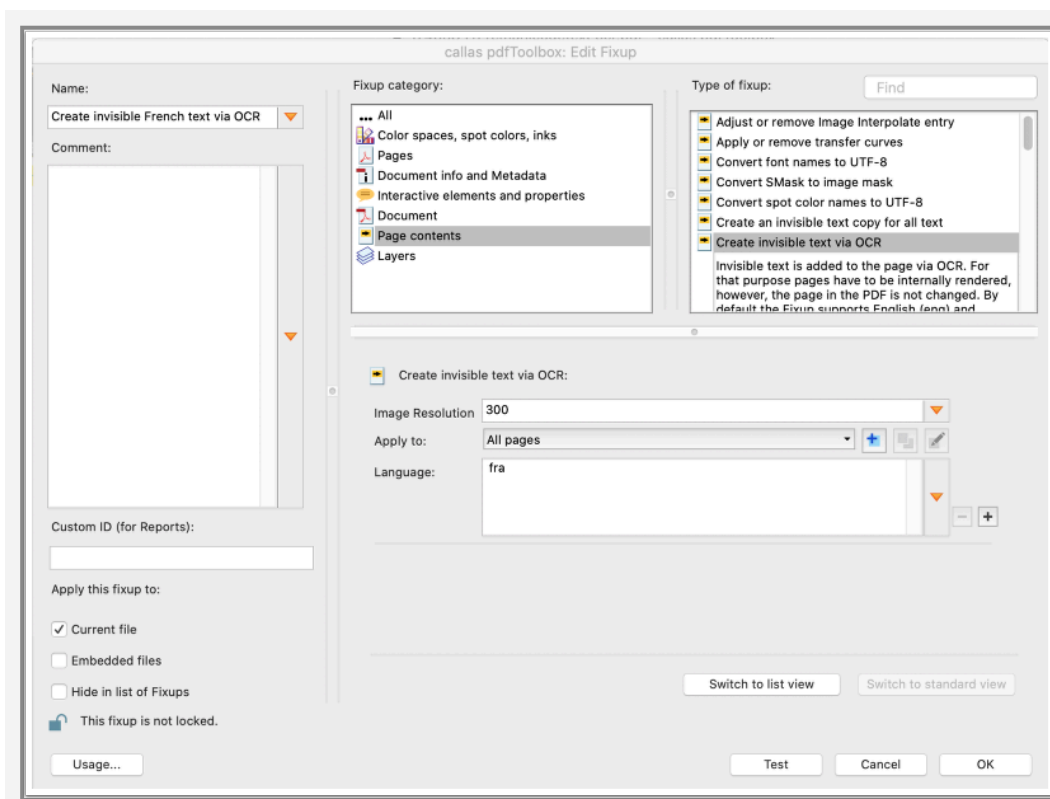 callas pdfToolbox: Edit Fixup
Name:
Create invisible French text via OCR
Comment:
Custom ID (for Reports):
Apply this fixup to:
Current file
Embedded files
Hide in list of Fixups
This fixup is not locked.
Usage...
Fixup category:
... All
Color spaces, spot colors, inks
Pages
Document info and Metadata
Interactive elements and properties
Document
Page contents
Layers
Type of fixup:
Find
Adjust or remove Image Interpolate entry
Apply or remove transfer curves
Convert font names to UTF-8
Convert SMask to image mask
Convert spot color names to UTF-8
Create an invisible text copy for all text
Create invisible text via OCR
Invisible text is added to the page via OCR. For
that purpose pages have to be internally rendered,
however, the page in the PDF is not changed. By
default the Fixup supports English (eng) and
Create invisible text via OCR:
Image Resolution 300
Apply to: All pages
Language: fra
Switch to list view
Switch to standard view
Test
Cancel
OK